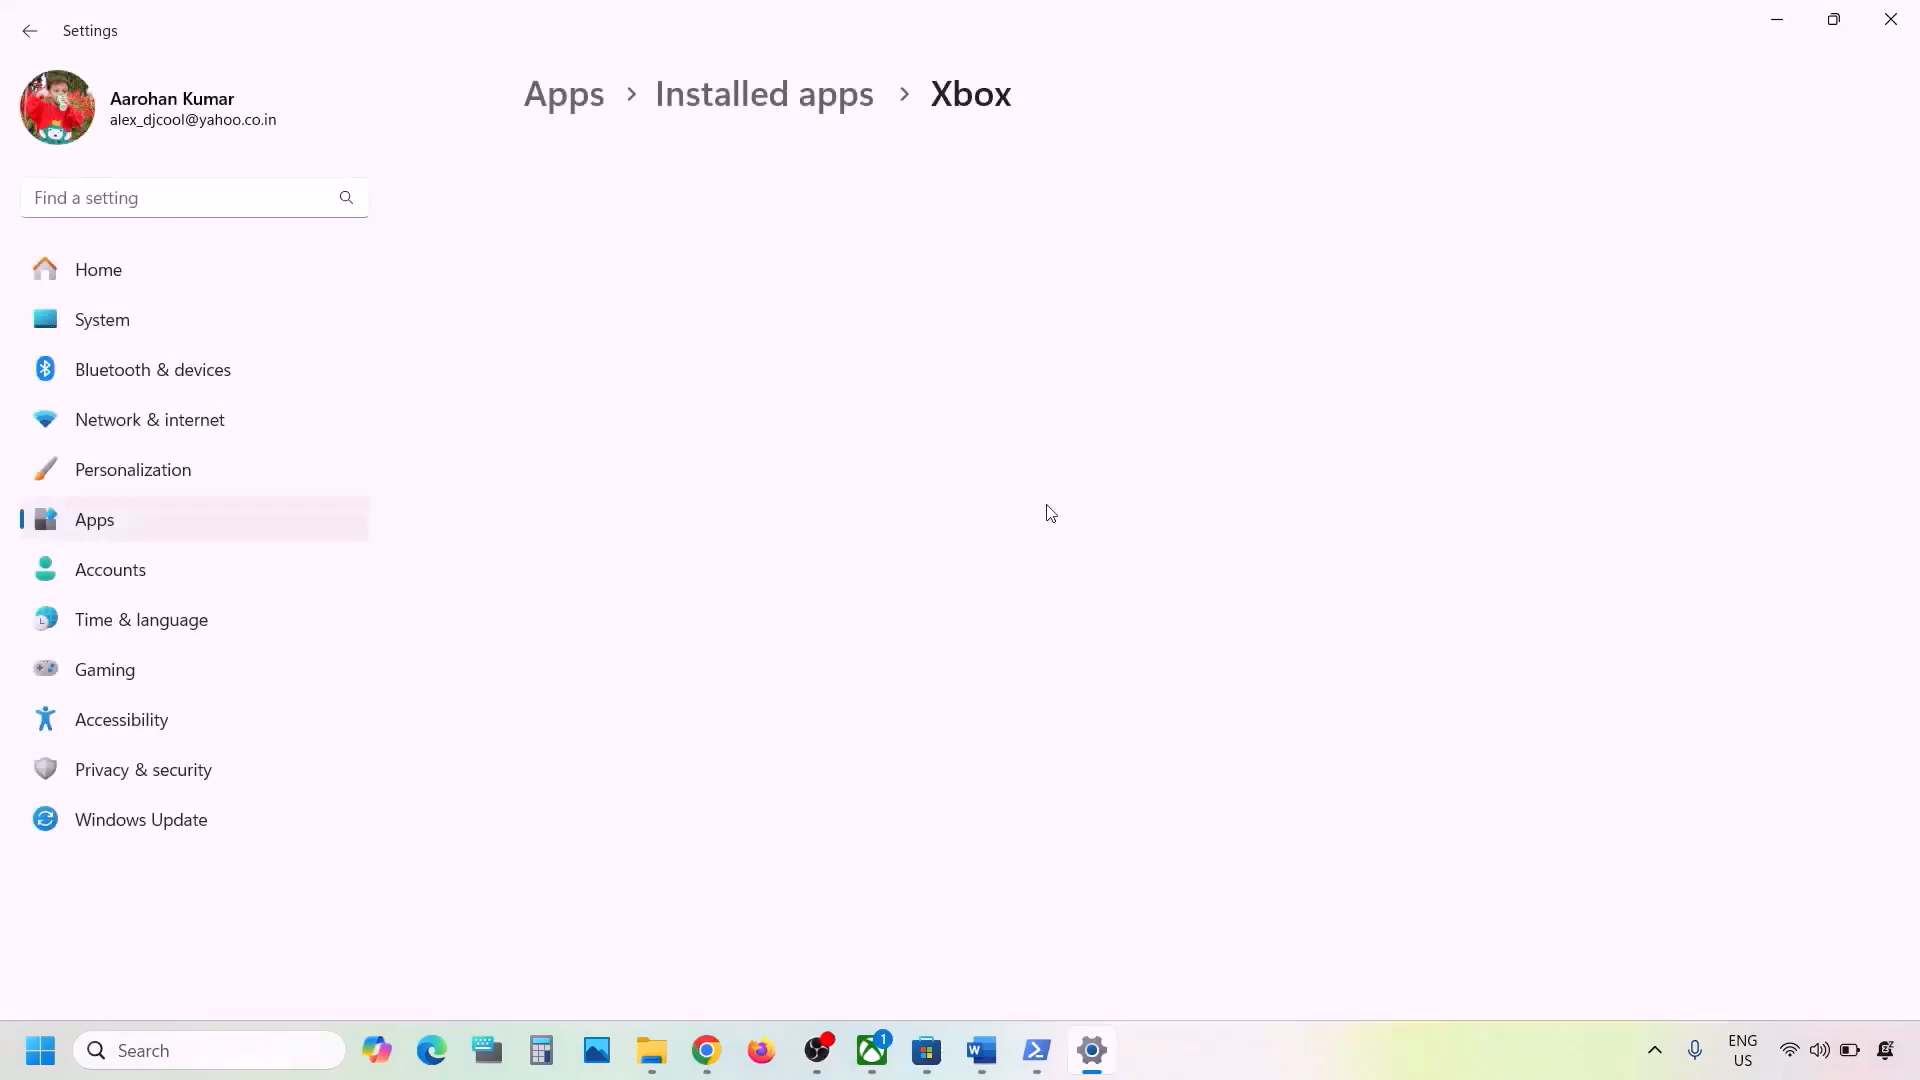 Settings
Aarohan Kumar
alex_djcool@yahoo.co.in
Apps > Installed apps > Xbox
Find a setting
Home
System
Bluetooth & devices
Network & internet
Personalization
Apps
Accounts
Time & language
Gaming
Accessibility
Privacy & security
Windows Update
Search
1
ENG
US